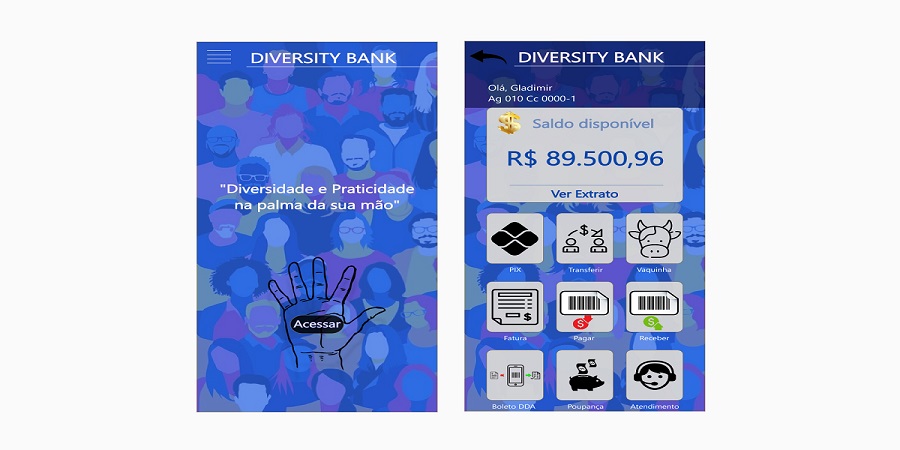 DIVERSITY BANK
"Diversidade e Praticidade
na palma da sua mão"
Acessar
DIVERSITY BANK
Olá, Gladimir
Ag 010 Cc 0000-1
Saldo disponível
R$ 89.500,96
Ver Extrato
PIX Transferir Vaquinha
Fatura Pagar Receber
Boleto DDA Poupança Atendimento